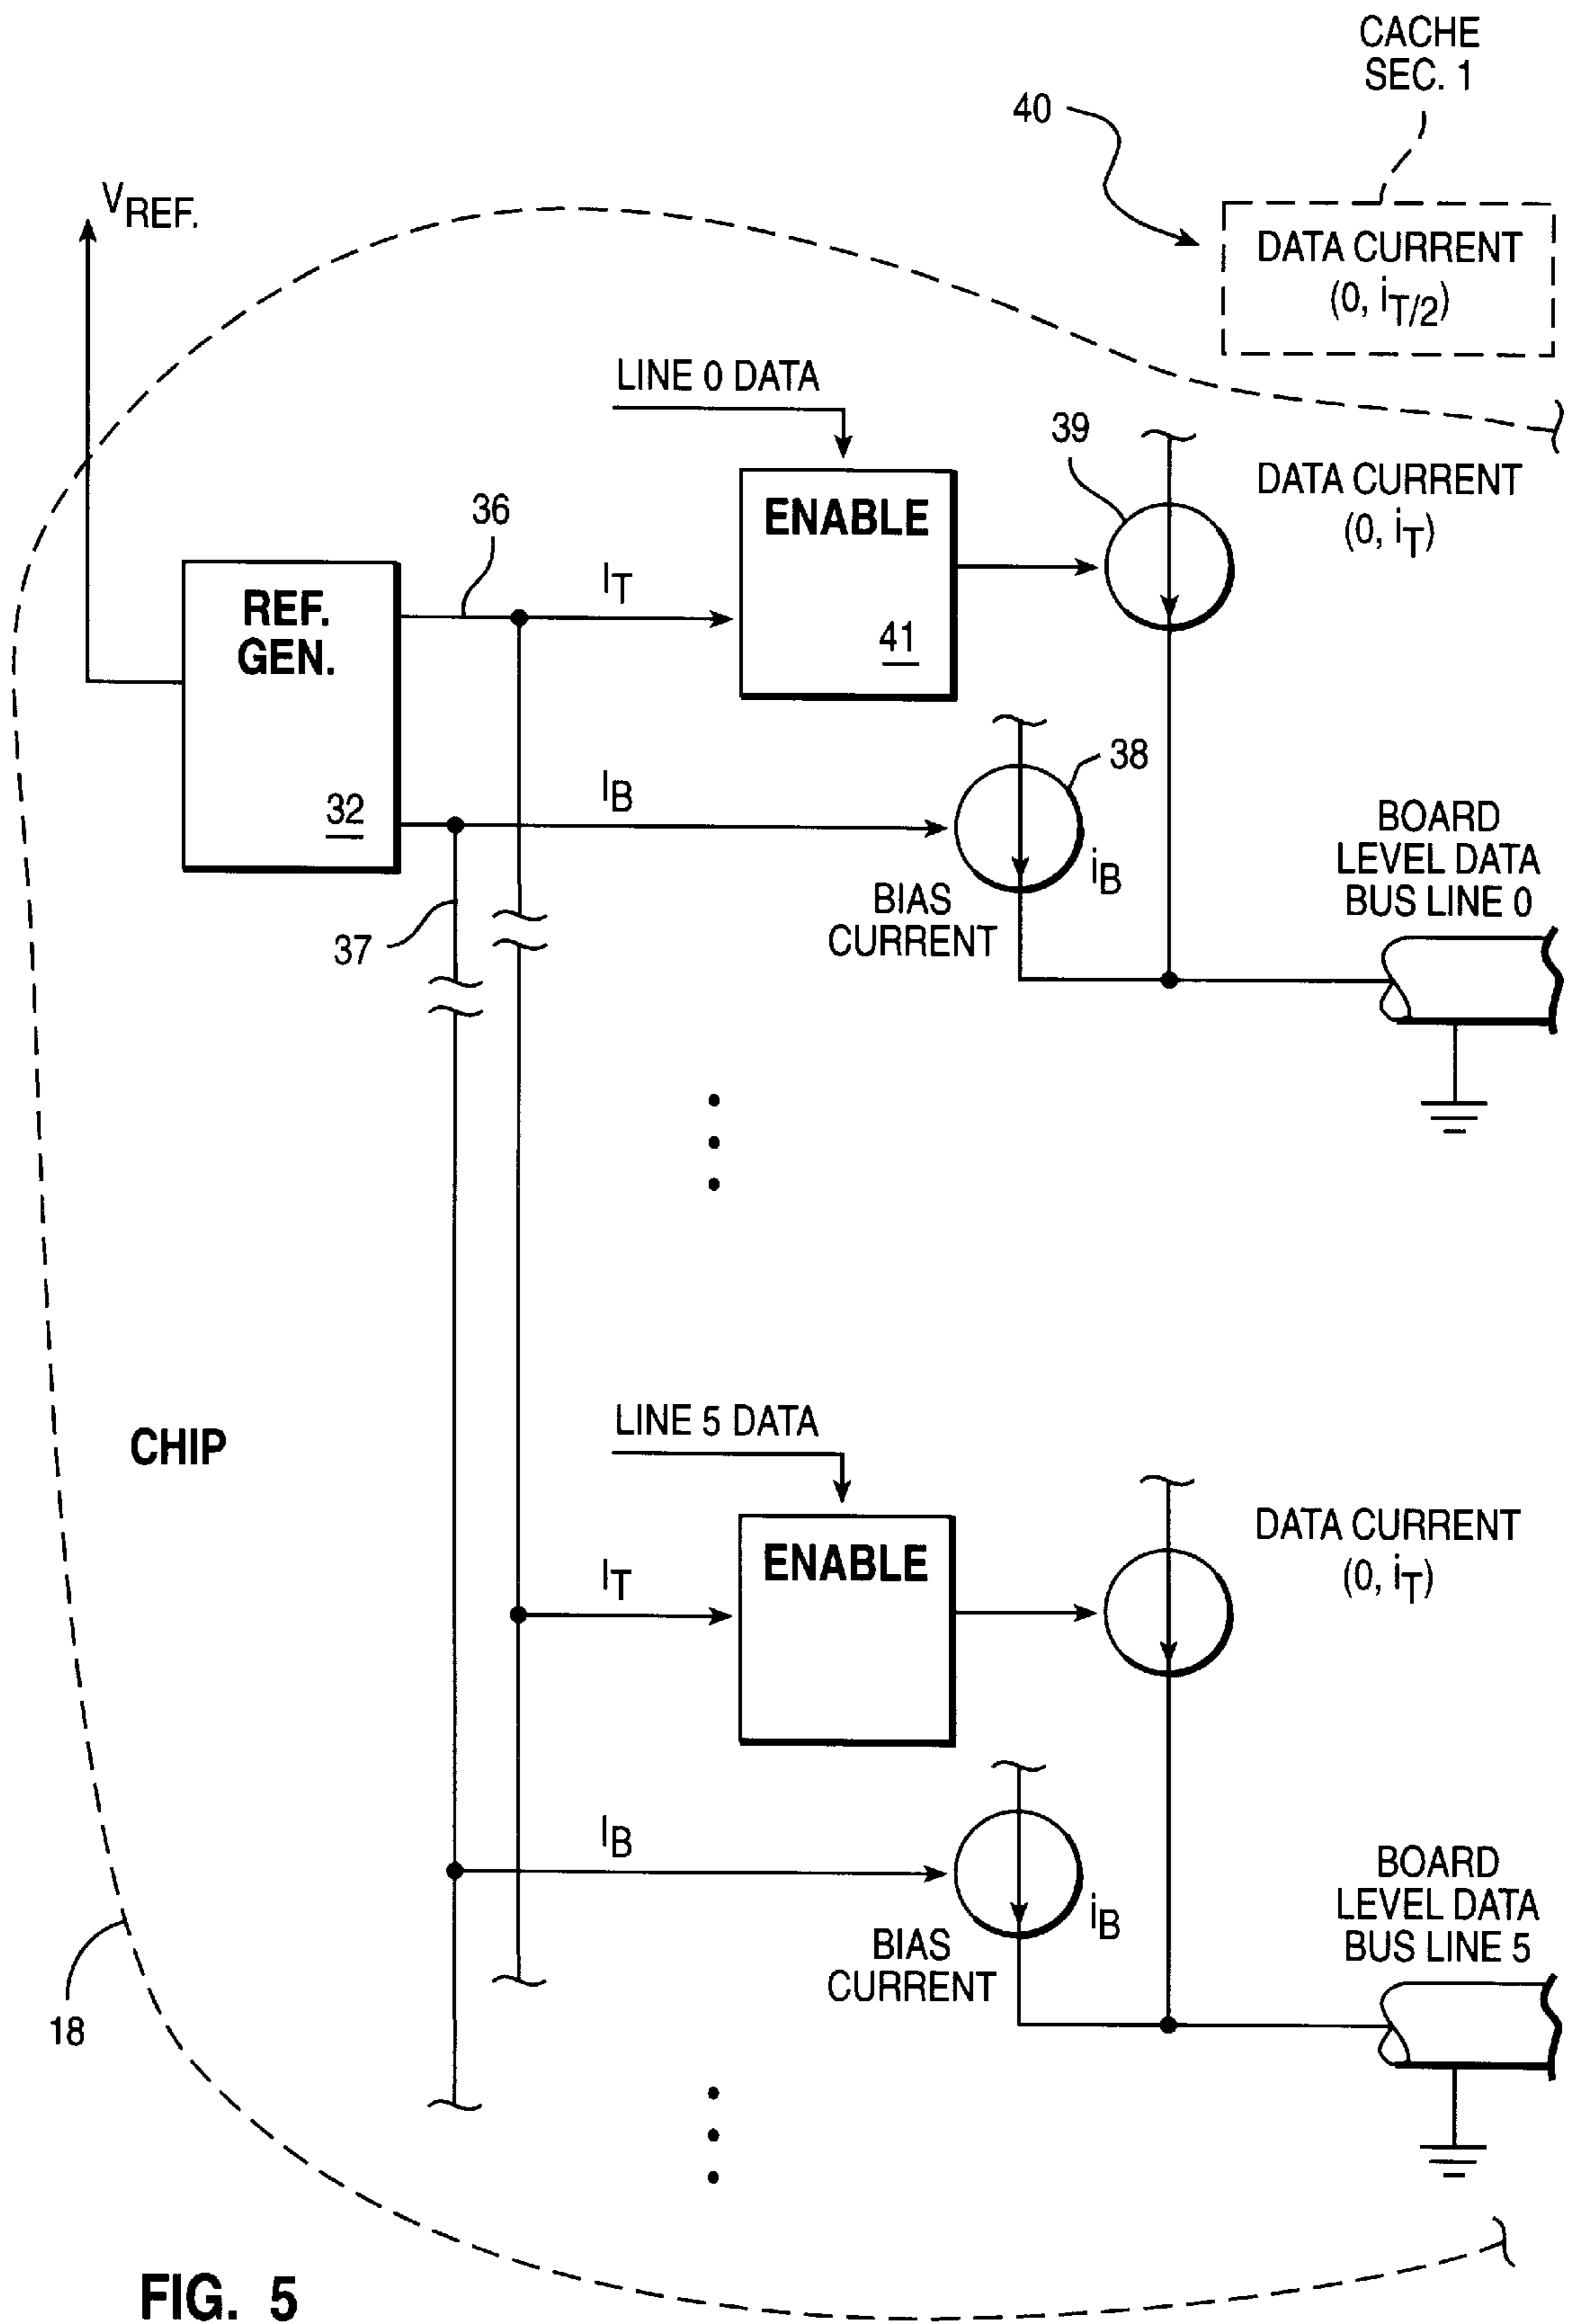 CACHE
SEC. 1
40
DATA CURRENT
(0, iT/2)
VREF.
LINE 0 DATA
39
DATA CURRENT
(0, iT)
36
ENABLE
41
IT
REF.
GEN.
32
IB
38
iB
BIAS
CURRENT
37
BOARD
LEVEL DATA
BUS LINE 0
CHIP
LINE 5 DATA
DATA CURRENT
(0, iT)
IT
ENABLE
IB
iB
BIAS
CURRENT
BOARD
LEVEL DATA
BUS LINE 5
18
FIG. 5